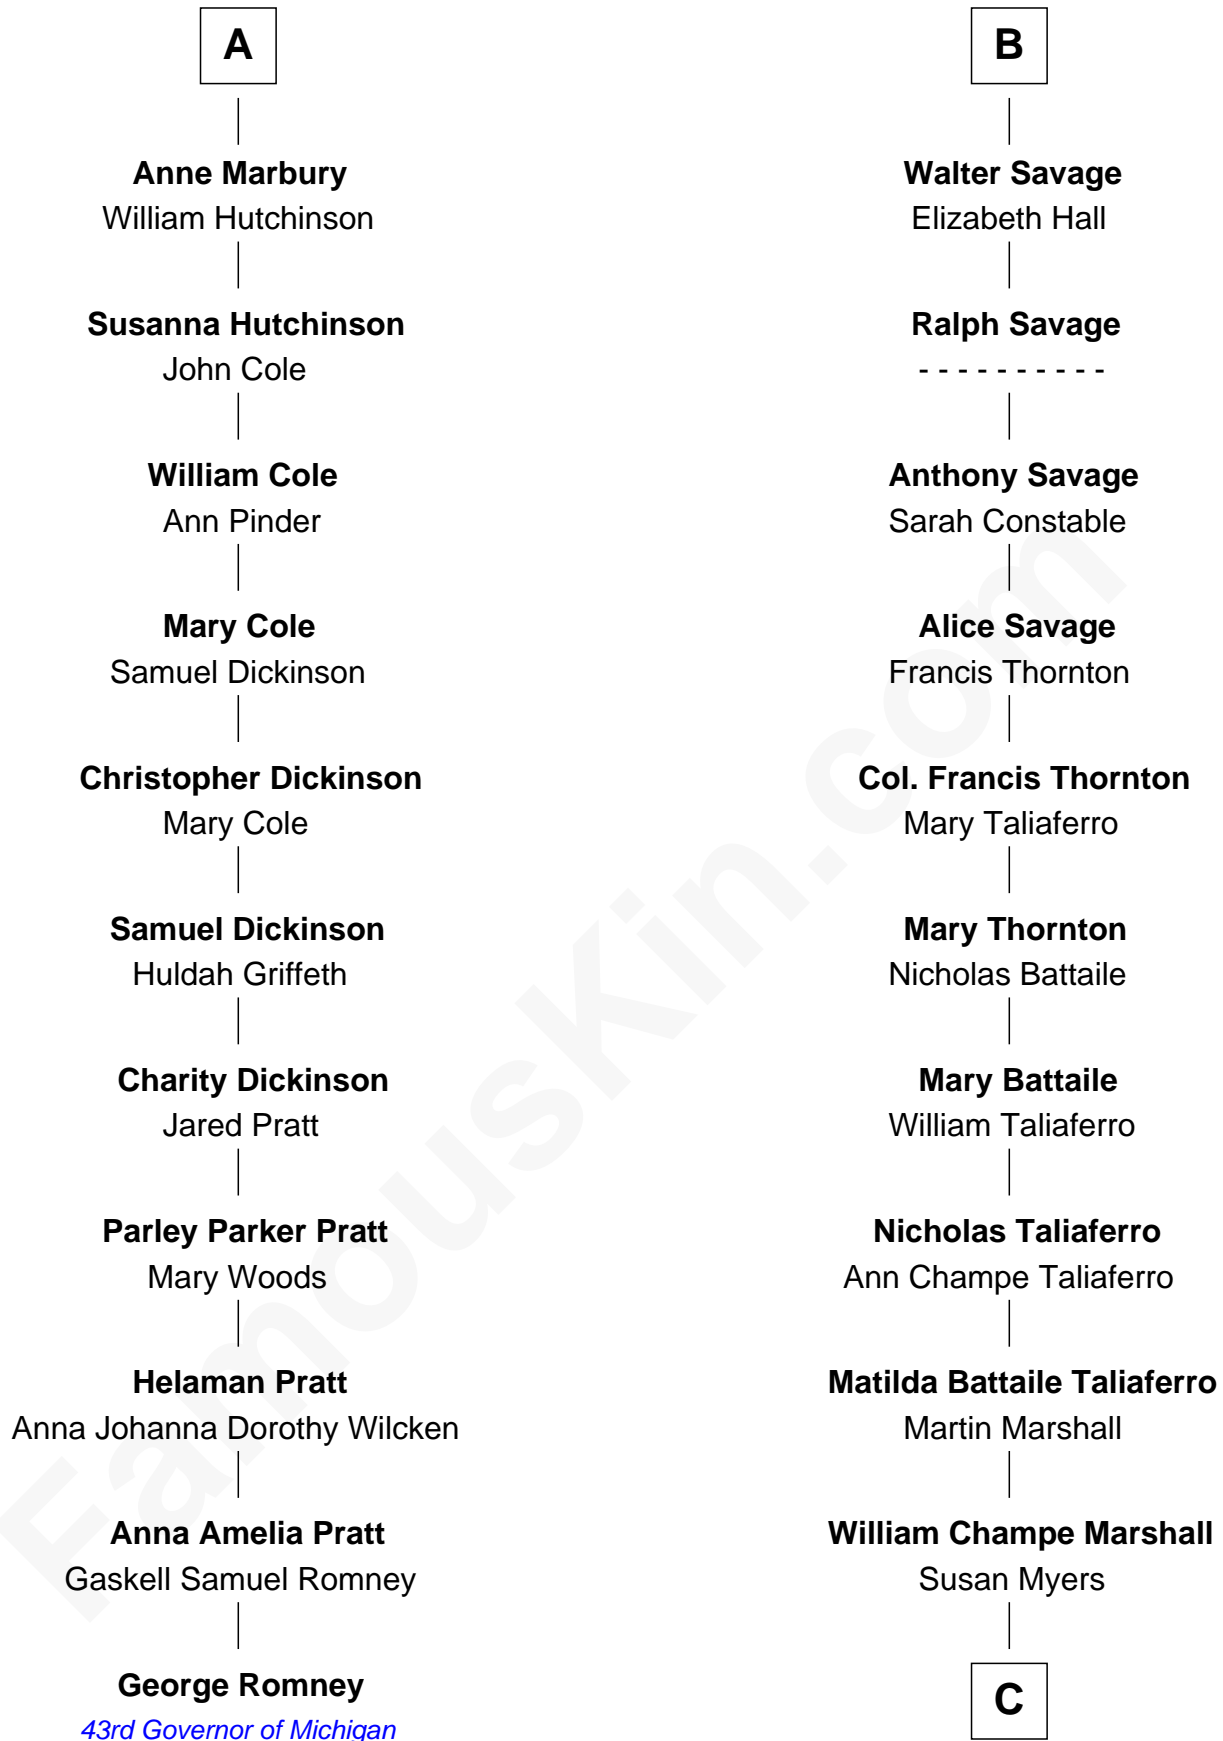 A
Anne Marbury
William Hutchinson
Susanna Hutchinson
John Cole
William Cole
Ann Pinder
Mary Cole
Samuel Dickinson
Christopher Dickinson
Mary Cole
Samuel Dickinson
Huldah Griffeth
Charity Dickinson
Jared Pratt
Parley Parker Pratt
Mary Woods
Helaman Pratt
Anna Johanna Dorothy Wilcken
Anna Amelia Pratt
Gaskell Samuel Romney
George Romney
43rd Governor of Michigan
B
Walter Savage
Elizabeth Hall
Ralph Savage
- - - - - - - - - -
Anthony Savage
Sarah Constable
Alice Savage
Francis Thornton
Col. Francis Thornton
Mary Taliaferro
Mary Thornton
Nicholas Battaile
Mary Battaile
William Taliaferro
Nicholas Taliaferro
Ann Champe Taliaferro
Matilda Battaile Taliaferro
Martin Marshall
William Champe Marshall
Susan Myers
C
FamousKin.com